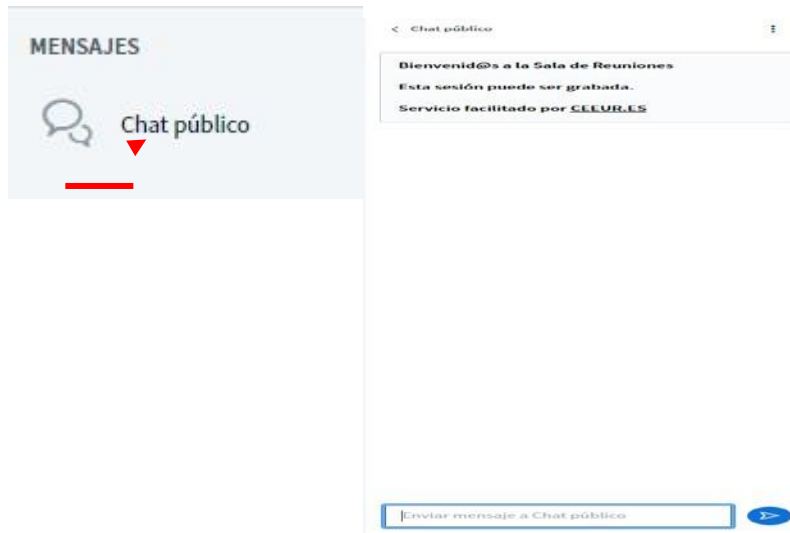 MENSAJES
Chat público
< Chat público
Bienvenid@s a la Sala de Reuniones
Esta sesión puede ser grabada.
Servicio facilitado por CEEUR.ES
Enviar mensaje a Chat público